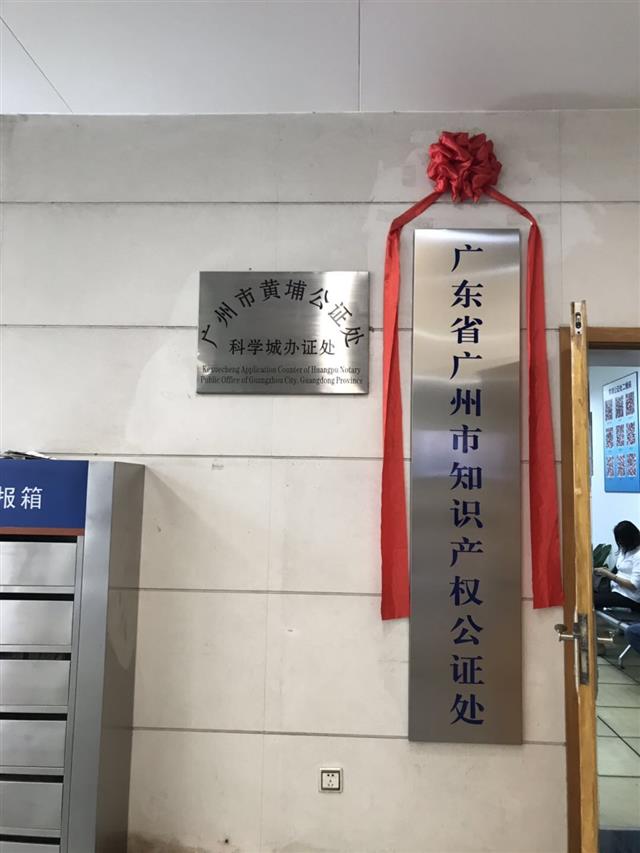 广州市黄埔公证处
科学城办证处
Kexuecheng Application Counter of Huangpu Notary
Public Office of Guangzhou City, Guangdong Province
广东省广州市知识产权公证处
报箱